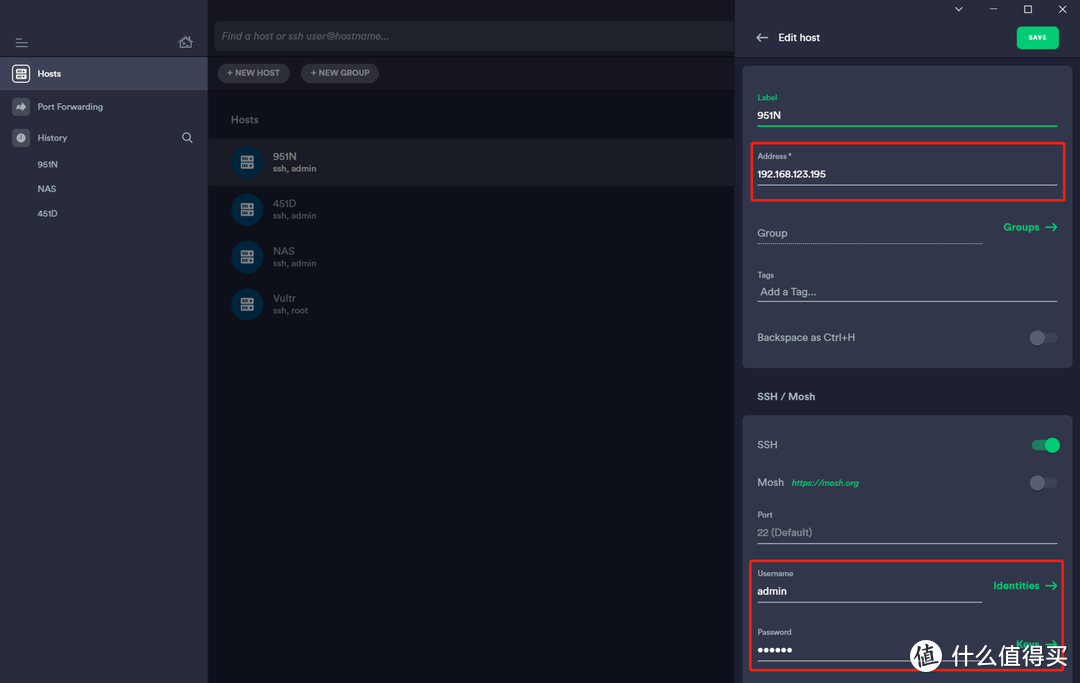 Find a host or ssh user@hostname...
Hosts
Port Forwarding
History
951N
NAS
451D
+ NEW HOST
+ NEW GROUP
Hosts
951N
ssh, admin
451D
ssh, admin
NAS
ssh, admin
Vultr
ssh, root
Edit host
SAVE
Label
951N
Address *
192.168.123.195
Group
Groups
Tags
Add a Tag...
Backspace as Ctrl+H
SSH / Mosh
SSH
Mosh https://mosh.org
Port
22 (Default)
Username
admin
Identities
Password
••••••
Keys
值 什么值得买